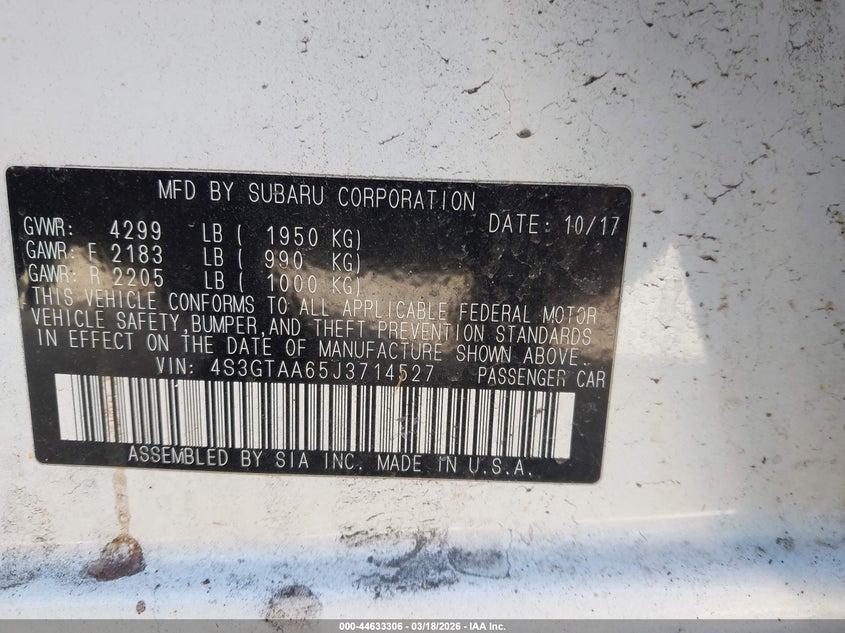 MFD BY SUBARU CORPORATION
GVWR: 4299 LB ( 1950 KG) DATE: 10/17
GAWR: F 2183 LB ( 990 KG)
GAWR: R 2205 LB ( 1000 KG)
THIS VEHICLE CONFORMS TO ALL APPLICABLE FEDERAL MOTOR
VEHICLE SAFETY, BUMPER, AND THEFT PREVENTION STANDARDS
IN EFFECT ON THE DATE OF MANUFACTURE SHOWN ABOVE.
VIN: 4S3GTAA65J3714527 PASSENGER CAR
ASSEMBLED BY SIA INC. MADE IN U.S.A.
000-44633306 - 03/18/2026 - IAA Inc.